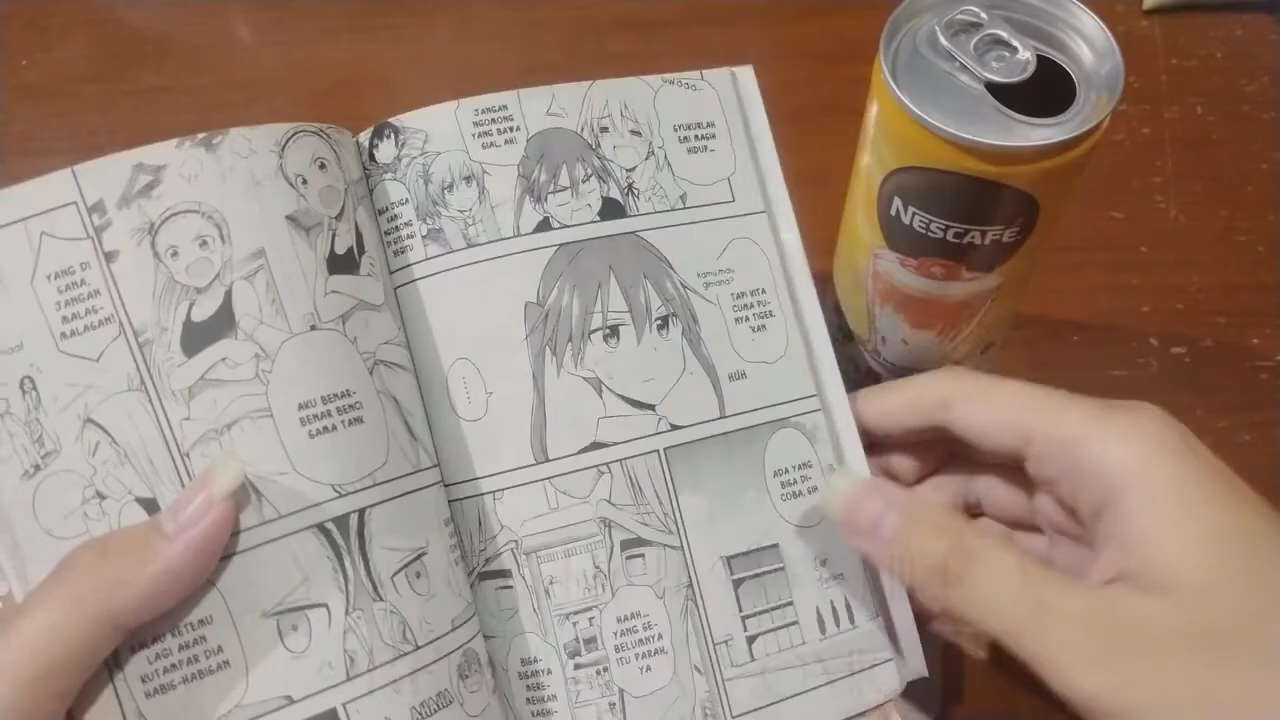 YANG DI
SANA,
JANGAN
MALAS-
MALASAN!
AKU BENAR-
BENAR BENCI
SAMA TANK
KALAU KETEMU
LAGI AKAN
KUTAMPAR DIA
HABIS-HABISAN
AHAHA
UWAAA...
SYUKURLAH
EMI MASIH
HIDUP...
JANGAN
NGOMONG
YANG BAWA
SIAL, AH!
BISA JUGA
KAMU
NGOMONG
DI SITUASI
BEGITU
Kamu mau
gimana?
TAPI KITA
CUMA PU-
NYA TIGER,
'KAN
HUH
......
ADA YANG
BISA DI-
COBA, SIH
HAAH...
YANG SE-
BELUMNYA
ITU PARAH,
YA
BISA-
BISANYA
MERE-
MEHKAN
KASHI-
NESCAFÉ